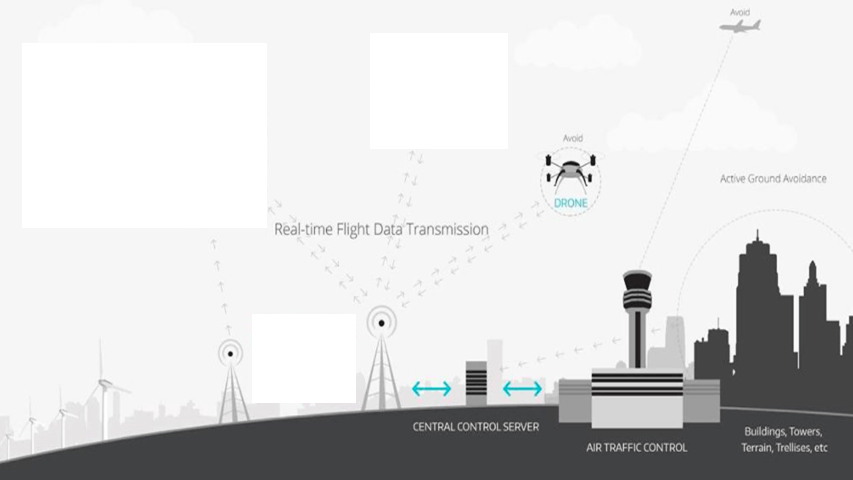 Avoid
Avoid
Active Ground Avoidance
DRONE
Real-time Flight Data Transmission
CENTRAL CONTROL SERVER
AIR TRAFFIC CONTROL
Buildings, Towers,
Terrain, Trellises, etc